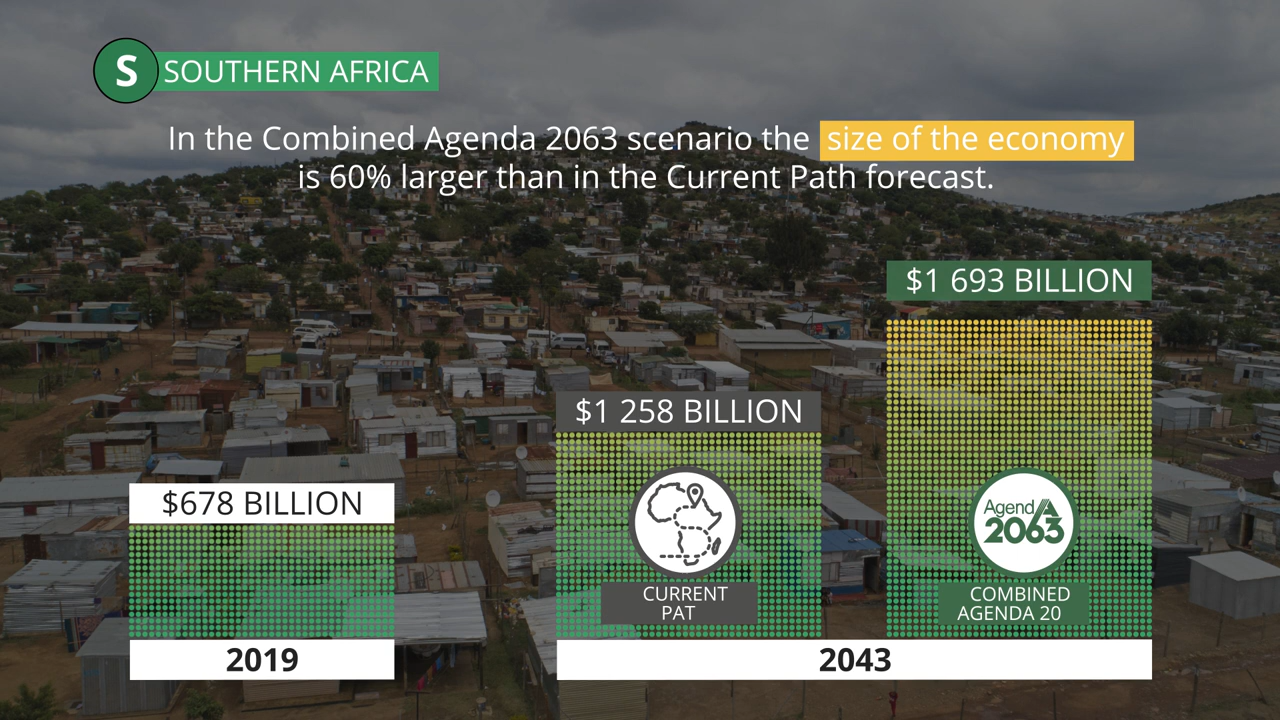 S SOUTHERN AFRICA
In the Combined Agenda 2063 scenario the size of the economy
is 60% larger than in the Current Path forecast.
$1 693 BILLION
$1 258 BILLION
$678 BILLION
Agenda
2063
CURRENT
PAT
COMBINED
AGENDA 20
2019
2043